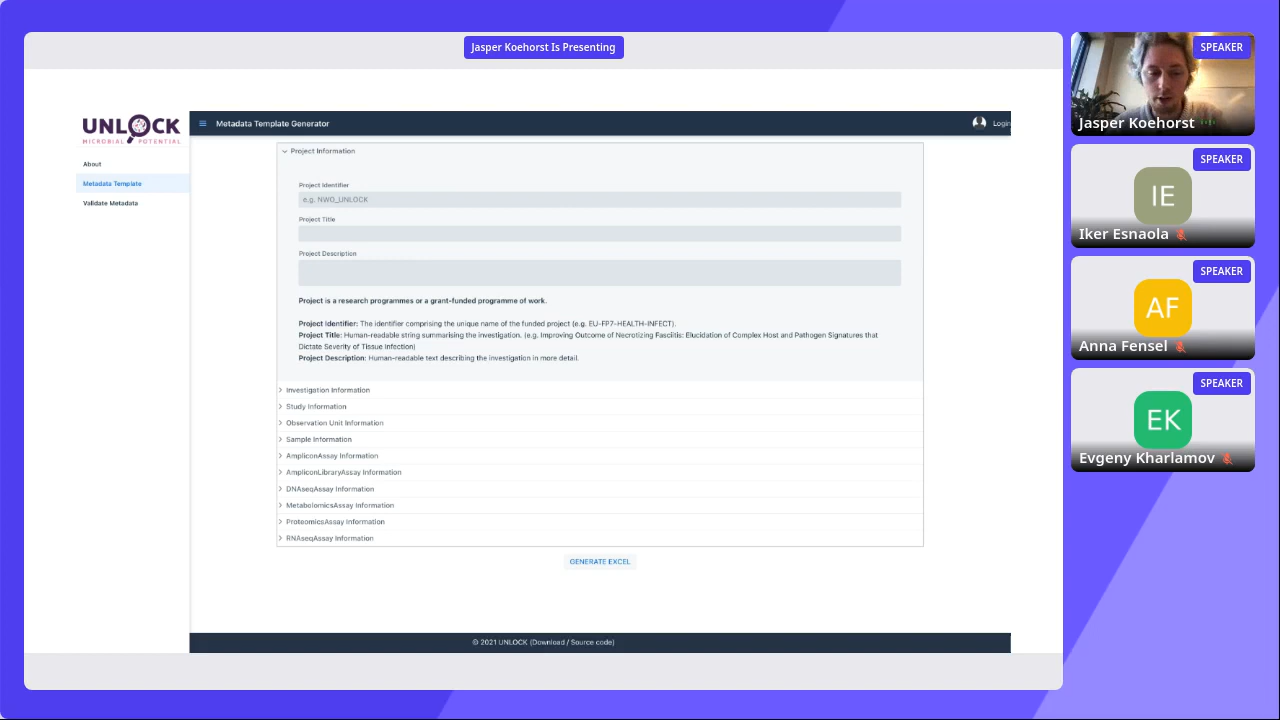 Jasper Koehorst Is Presenting
UNLOCK
MICROBIAL POTENTIAL
About
Metadata Template
Validate Metadata
Metadata Template Generator
Login
Project Information
Project Identifier
e.g. NWO_UNLOCK
Project Title
Project Description
Project is a research programmes or a grant-funded programme of work.
Project Identifier: The identifier comprising the unique name of the funded project (e.g. EU-FP7-HEALTH-INFECT).
Project Title: Human-readable string summarising the investigation. (e.g. Improving Outcome of Necrotizing Fasciitis: Elucidation of Complex Host and Pathogen Signatures that
Dictate Severity of Tissue Infection)
Project Description: Human-readable text describing the investigation in more detail.
Investigation Information
Study Information
Observation Unit Information
Sample Information
AmpliconAssay Information
AmpliconLibraryAssay Information
DNAseqAssay Information
MetabolomicsAssay Information
ProteomicsAssay Information
RNAseqAssay Information
GENERATE EXCEL
© 2021 UNLOCK (Download / Source code)
SPEAKER
Jasper Koehorst
SPEAKER
IE
Iker Esnaola
SPEAKER
AF
Anna Fensel
SPEAKER
EK
Evgeny Kharlamov